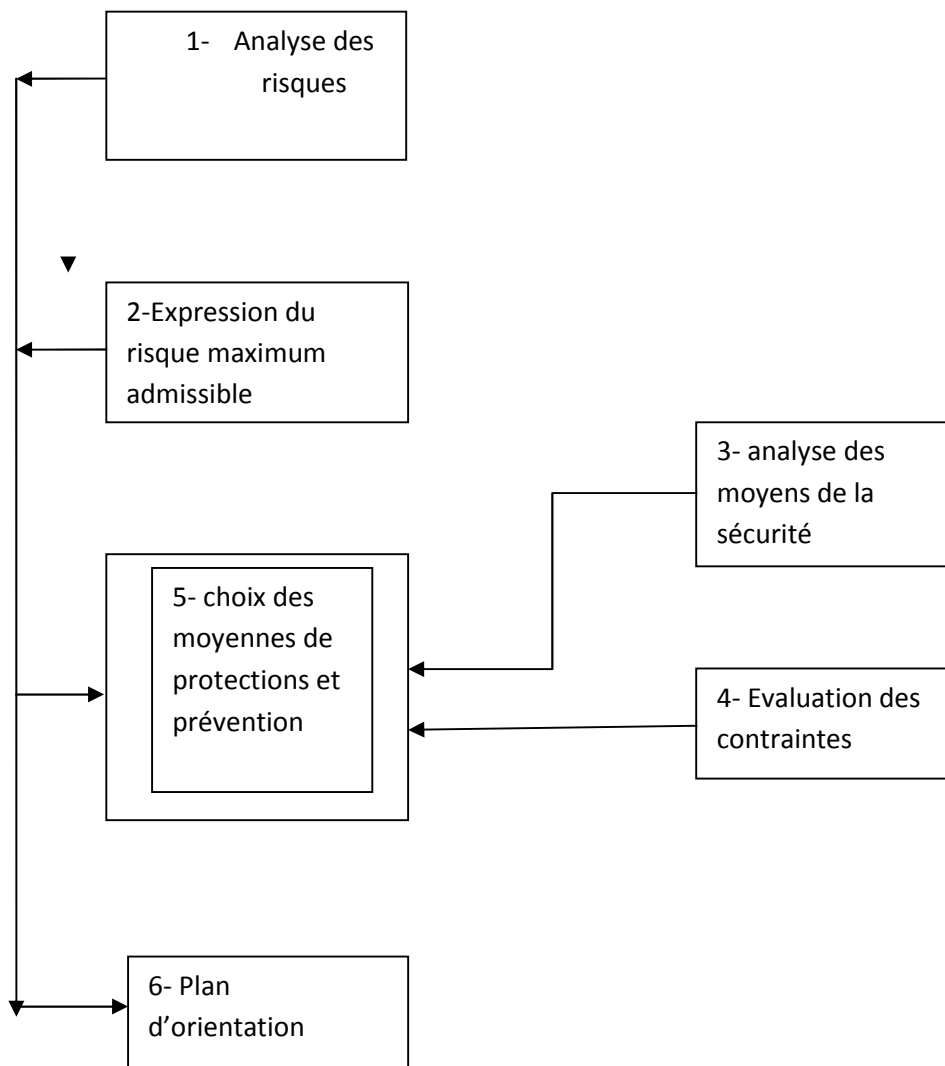 1- Analyse des
risques
2-Expression du
risque maximum
admissible
3- analyse des
moyens de la
sécurité
5- choix des
moyennes de
protections et
prévention
4- Evaluation des
contraintes
6- Plan
d’orientation